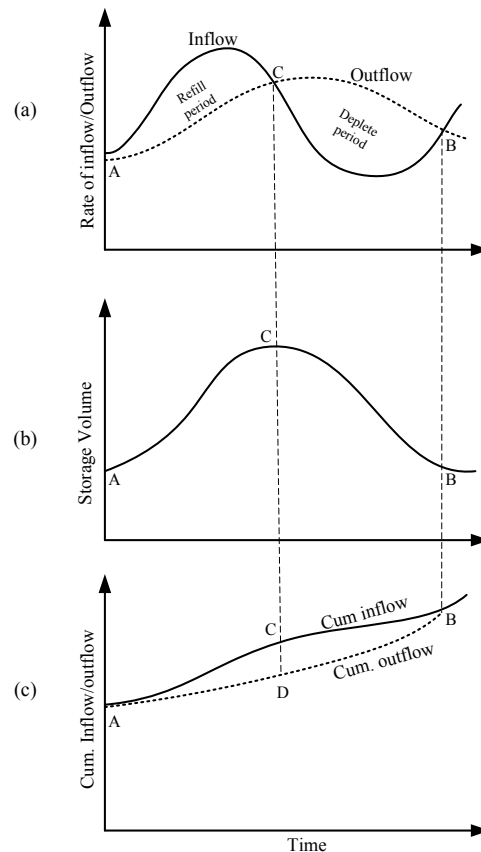 (a)
Rate of inflow/Outflow
Inflow
Refill
period
C
Outflow
Deplete
period
A
B
(b)
Storage Volume
C
A
B
(c)
Cum. Inflow/outflow
C
Cum inflow
B
Cum. outflow
D
A
Time